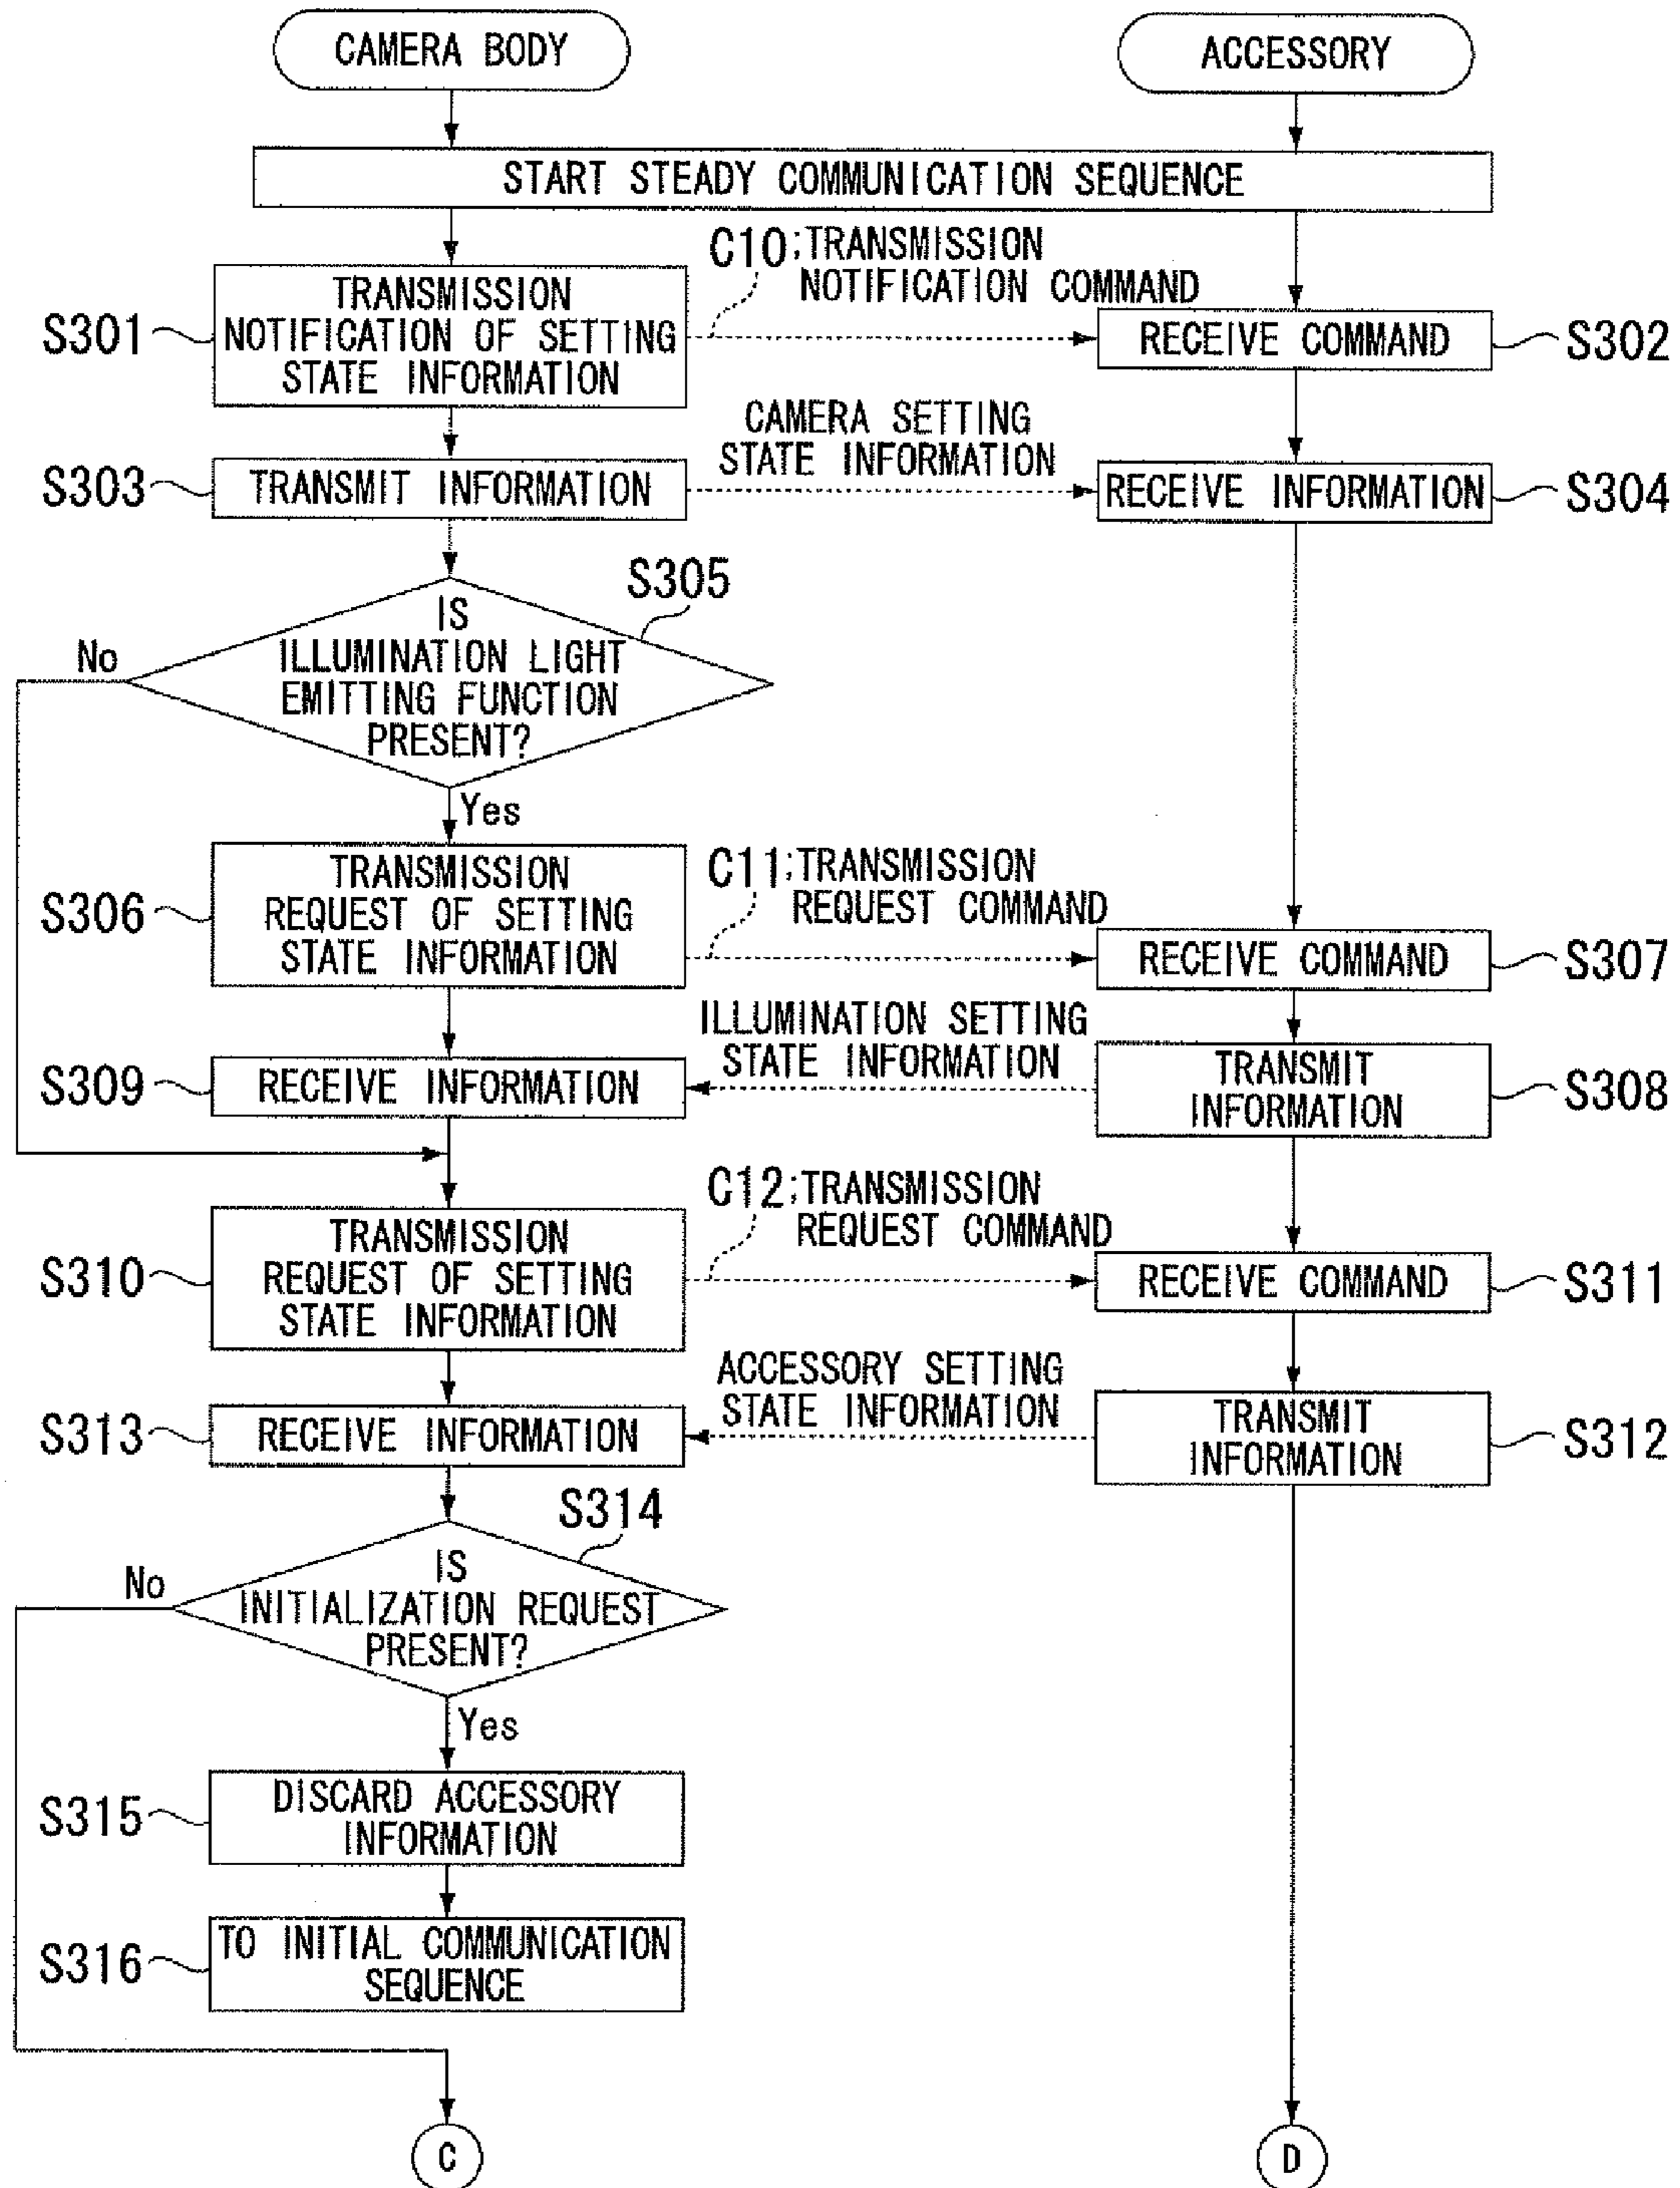 CAMERA BODY
ACCESSORY
START STEADY COMMUNICATION SEQUENCE
C10;TRANSMISSION
NOTIFICATION COMMAND
S301
TRANSMISSION
NOTIFICATION OF SETTING
STATE INFORMATION
RECEIVE COMMAND
S302
CAMERA SETTING
STATE INFORMATION
S303
TRANSMIT INFORMATION
RECEIVE INFORMATION
S304
S305
IS
ILLUMINATION LIGHT
EMITTING FUNCTION
PRESENT?
No
Yes
S306
TRANSMISSION
REQUEST OF SETTING
STATE INFORMATION
C11;TRANSMISSION
REQUEST COMMAND
RECEIVE COMMAND
S307
ILLUMINATION SETTING
STATE INFORMATION
S309
RECEIVE INFORMATION
TRANSMIT
INFORMATION
S308
C12;TRANSMISSION
REQUEST COMMAND
S310
TRANSMISSION
REQUEST OF SETTING
STATE INFORMATION
RECEIVE COMMAND
S311
ACCESSORY SETTING
STATE INFORMATION
S313
RECEIVE INFORMATION
TRANSMIT
INFORMATION
S312
S314
IS
INITIALIZATION REQUEST
PRESENT?
No
Yes
S315
DISCARD ACCESSORY
INFORMATION
S316
TO INITIAL COMMUNICATION
SEQUENCE
C
D